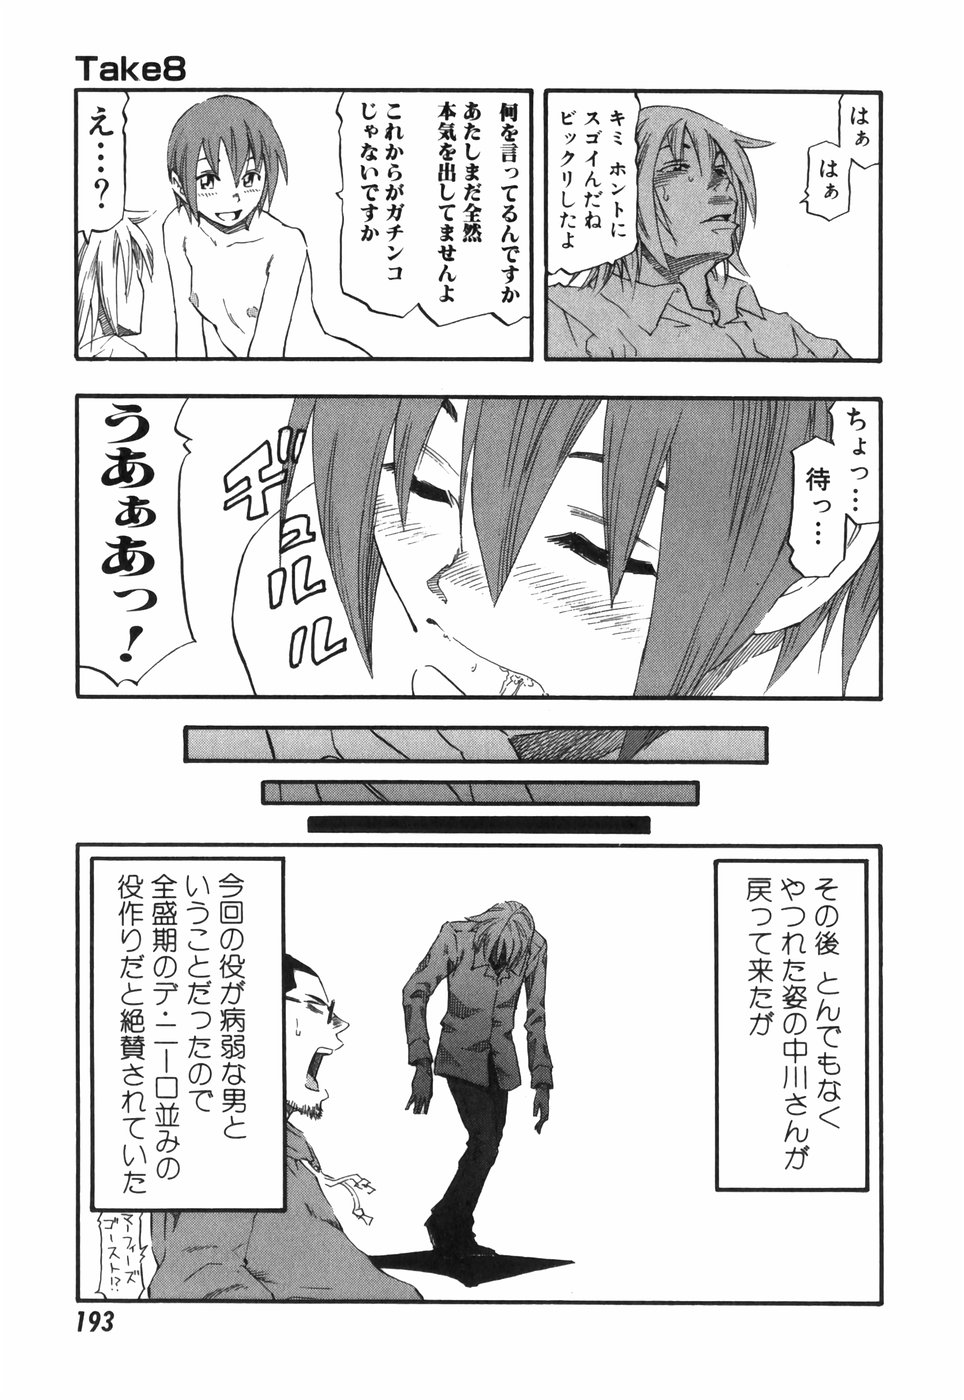 Take8
はぁ
はぁ
キミ ホントに
スゴイんだね
ビックリしたよ
何を言ってるんですか
あたしまだ全然
本気を出してませんよ
これからがガチンコ
じゃないですか
え…?
ちょっ…
待っ…
ギュルルル
うあぁあっ!
その後 とんでもなく
やつれた姿の中川さんが
戻って来たが
今回の役が病弱な男と
いうことだったので
全盛期のデ・ニーロ並みの
役作りだと絶賛されていた
マーフィーズ
ゴースト!?
193